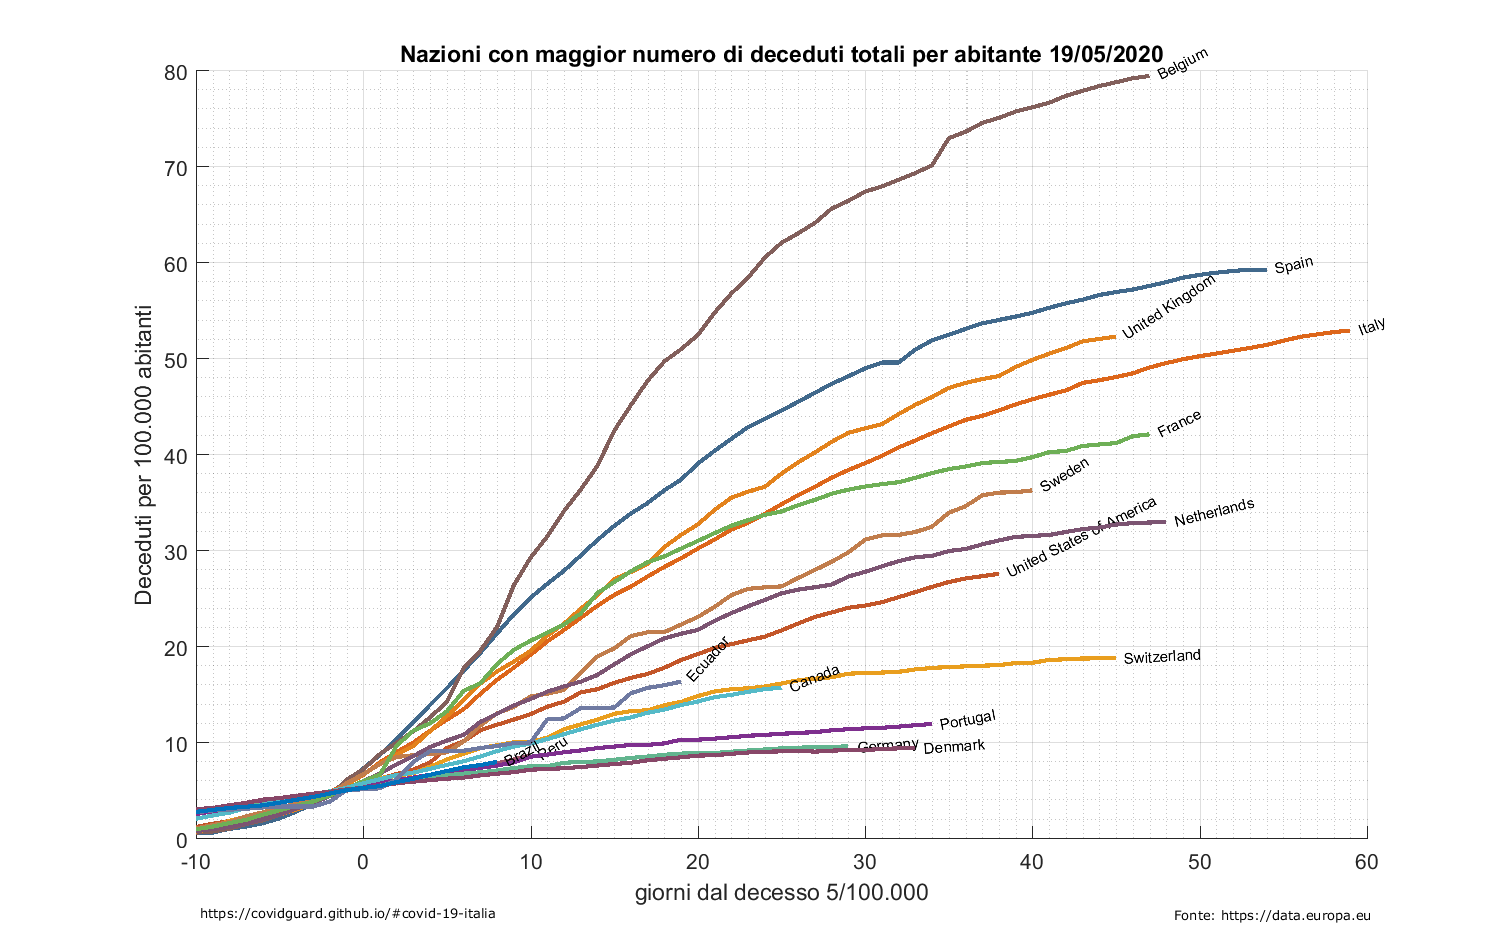 Nazioni con maggior numero di deceduti totali per abitante 19/05/2020
Belgium
Spain
United Kingdom
Italy
France
Sweden
Netherlands
United States of America
Ecuador
Switzerland
Canada
Portugal
Germany
Denmark
Brazil
Peru
Deceduti per 100.000 abitanti
80
70
60
50
40
30
20
10
0
-10
0
10
20
30
40
50
60
giorni dal decesso 5/100.000
https://covidguard.github.io/#covid-19-italia
Fonte: https://data.europa.eu